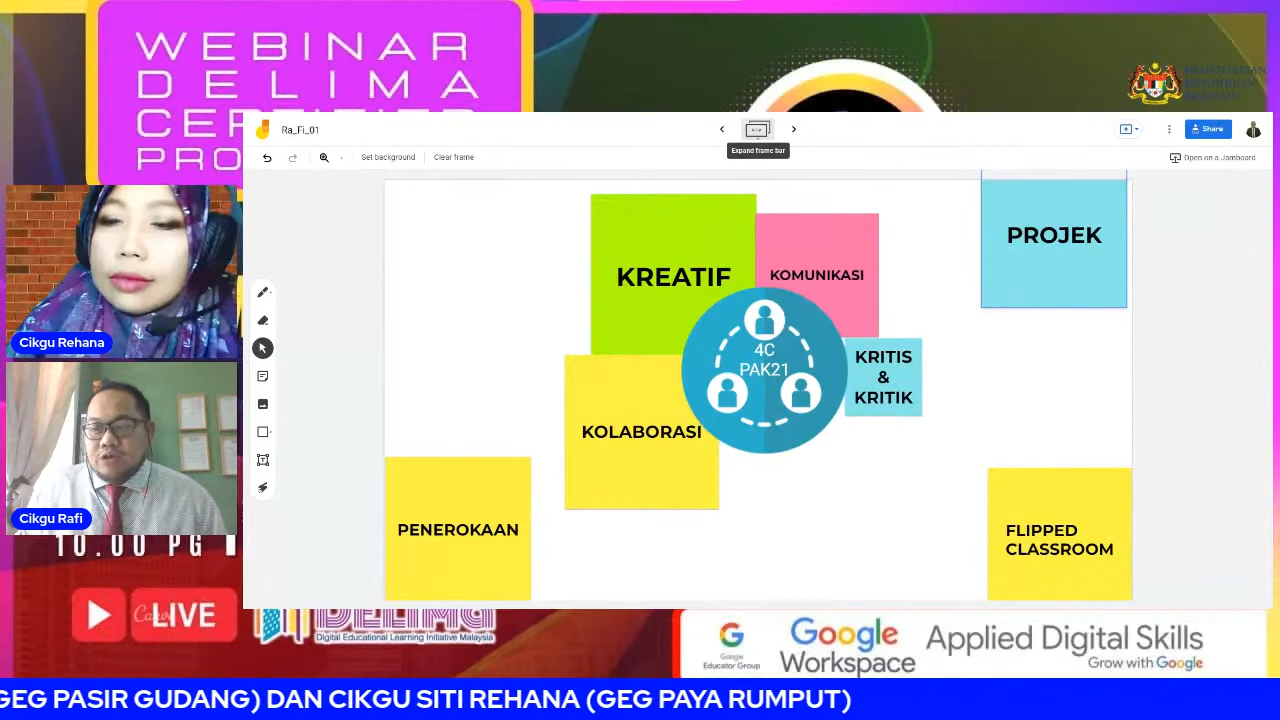 WEBINAR
DELIMA
PRO
Ra_Fi_01
Expand frame bar
Share
Set background
Clear frame
Open on a Jamboard
KREATIF
KOMUNIKASI
PROJEK
4C
PAK21
KRITIS
&
KRITIK
KOLABORASI
PENEROKAAN
FLIPPED
CLASSROOM
Cikgu Rehana
Cikgu Rafi
10.00 PG
LIVE
DELIMa
Digital Educational Learning Initiative Malaysia
Google
Educator Group
Google
Workspace
Applied Digital Skills
Grow with Google
GEG PASIR GUDANG) DAN CIKGU SITI REHANA (GEG PAYA RUMPUT)